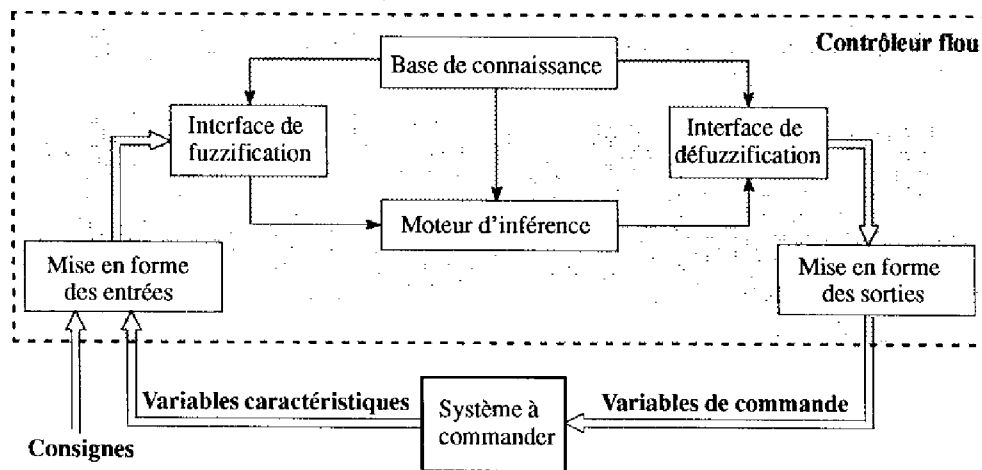 Contrôleur flou
Base de connaissance
Interface de
fuzzification
Interface de
défuzzification
Moteur d'inférence
Mise en forme
des entrées
Mise en forme
des sorties
Variables caractéristiques
Système à
commander
Variables de commande
Consignes